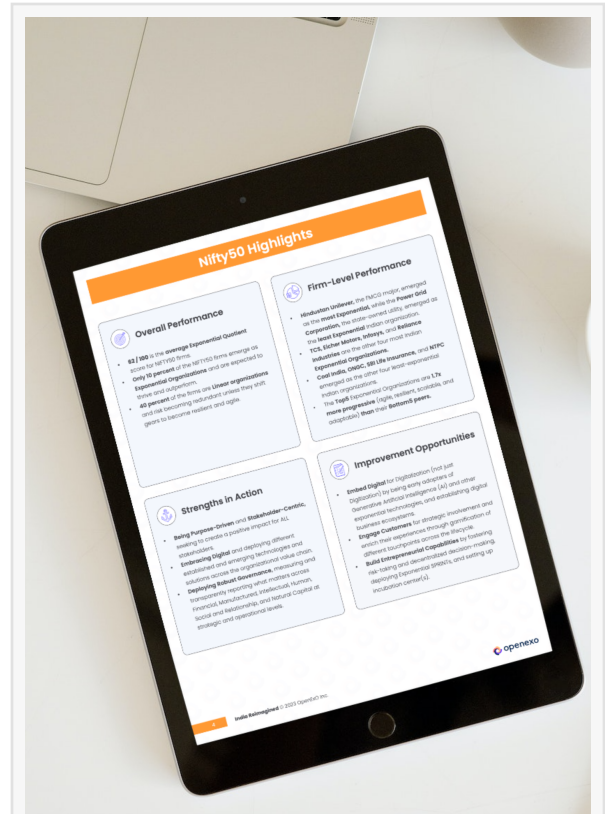 Nifty50 Highlights
Overall Performance
• 62 / 180 is the average Exponential Quotient
score for NIFTY50 firms.
• Only 10 percent of the NIFTY50 firms emerge as
Exponential Organizations and are expected to
thrive and outperform.
• 40 percent of the firms are Linear organizations
and risk becoming redundant unless they shift
gears to become resilient and agile.
Firm-Level Performance
• Hindustan Unilever, the FMCG major, emerged
as the most Exponential, while the Power Grid
Corporation, the state-owned utility, emerged as
the least Exponential Indian organization.
• TCS, Eicher Motors, Infosys, and Reliance
Industries are the other four most Indian
Exponential Organizations.
• Coal India, ONGC, SBI Life Insurance, and NTPC
emerged as the other four least-exponential
Indian organizations.
• The Top5 Exponential Organizations are 1.7x
more progressive (agile, resilient, scalable, and
adaptable) than their Bottom5 peers.
Strengths in Action
• Being Purpose-Driven and Stakeholder-Centric,
seeking to create a positive impact for ALL
stakeholders.
• Embracing Digital and deploying different
established and emerging technologies and
solutions across the organizational value chain.
• Deploying Robust Governance, measuring and
transparently reporting what matters across
Financial, Manufactured, Intellectual, Human,
Social and Relationship, and Natural Capital at
strategic and operational levels.
Improvement Opportunities
• Embed Digital for Digitalization (not just
Digitization) by being early adopters of
Generative Artificial Intelligence (AI) and other
exponential technologies, and establishing digital
business ecosystems.
• Engage Customers for strategic involvement and
enrich their experiences through gamification of
different touchpoints across the lifecycle.
• Build Entrepreneurial Capabilities by fostering
risk-taking and decentralized decision-making,
deploying Exponential SPRINTs, and setting up
incubation center(s).
openexo
India Reimagined © 2023 OpenExO Inc.